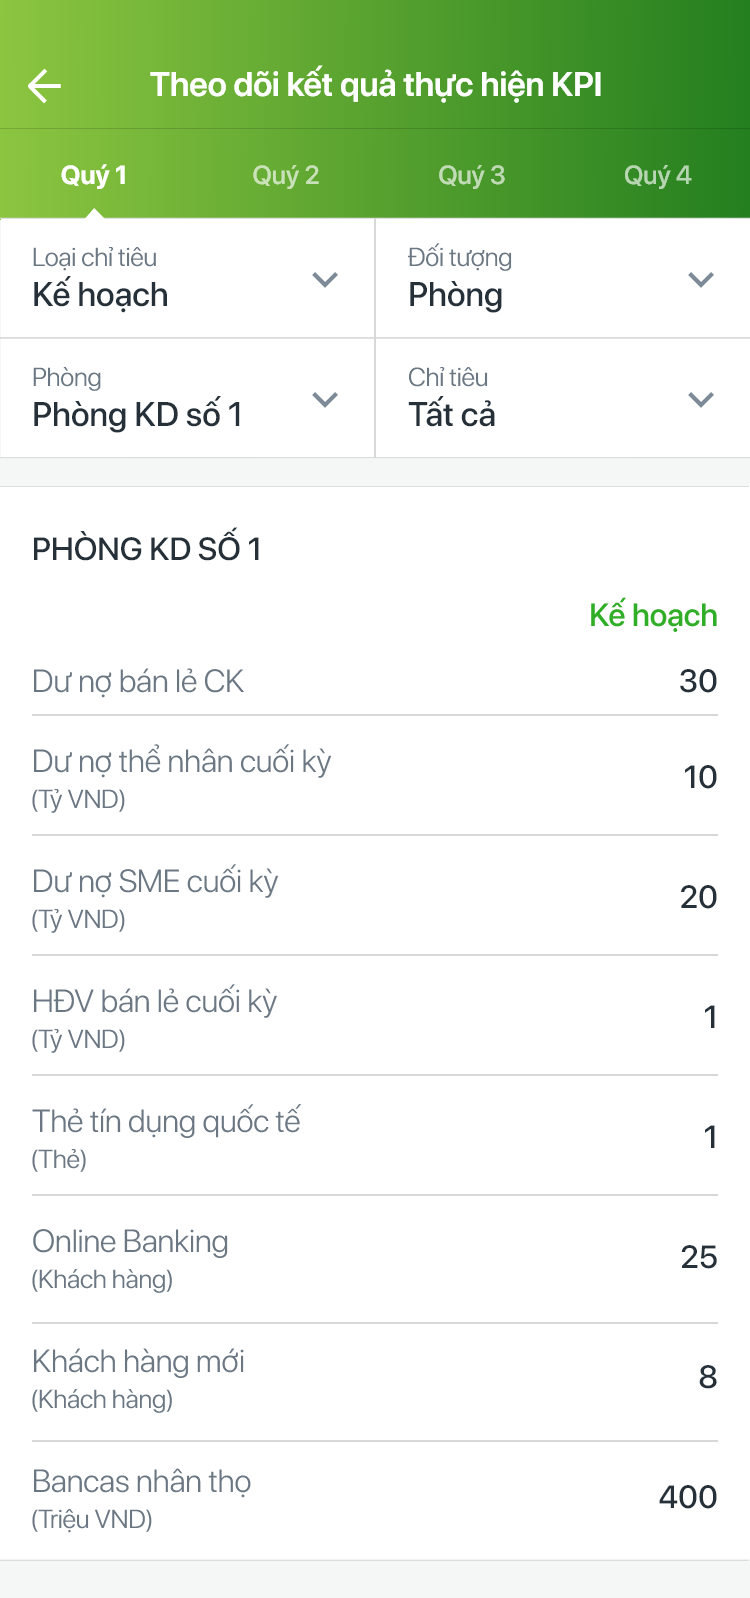 Theo dõi kết quả thực hiện KPI
Quý 1 Quý 2 Quý 3 Quý 4
Loại chỉ tiêu
Kế hoạch
Đối tượng
Phòng
Phòng
Phòng KD số 1
Chỉ tiêu
Tất cả
PHÒNG KD SỐ 1
Kế hoạch
Dư nợ bán lẻ CK 30
Dư nợ thể nhân cuối kỳ
(Tỷ VND)
10
Dư nợ SME cuối kỳ
(Tỷ VND)
20
HĐV bán lẻ cuối kỳ
(Tỷ VND)
1
Thẻ tín dụng quốc tế
(Thẻ)
1
Online Banking
(Khách hàng)
25
Khách hàng mới
(Khách hàng)
8
Bancas nhân thọ
(Triệu VND)
400